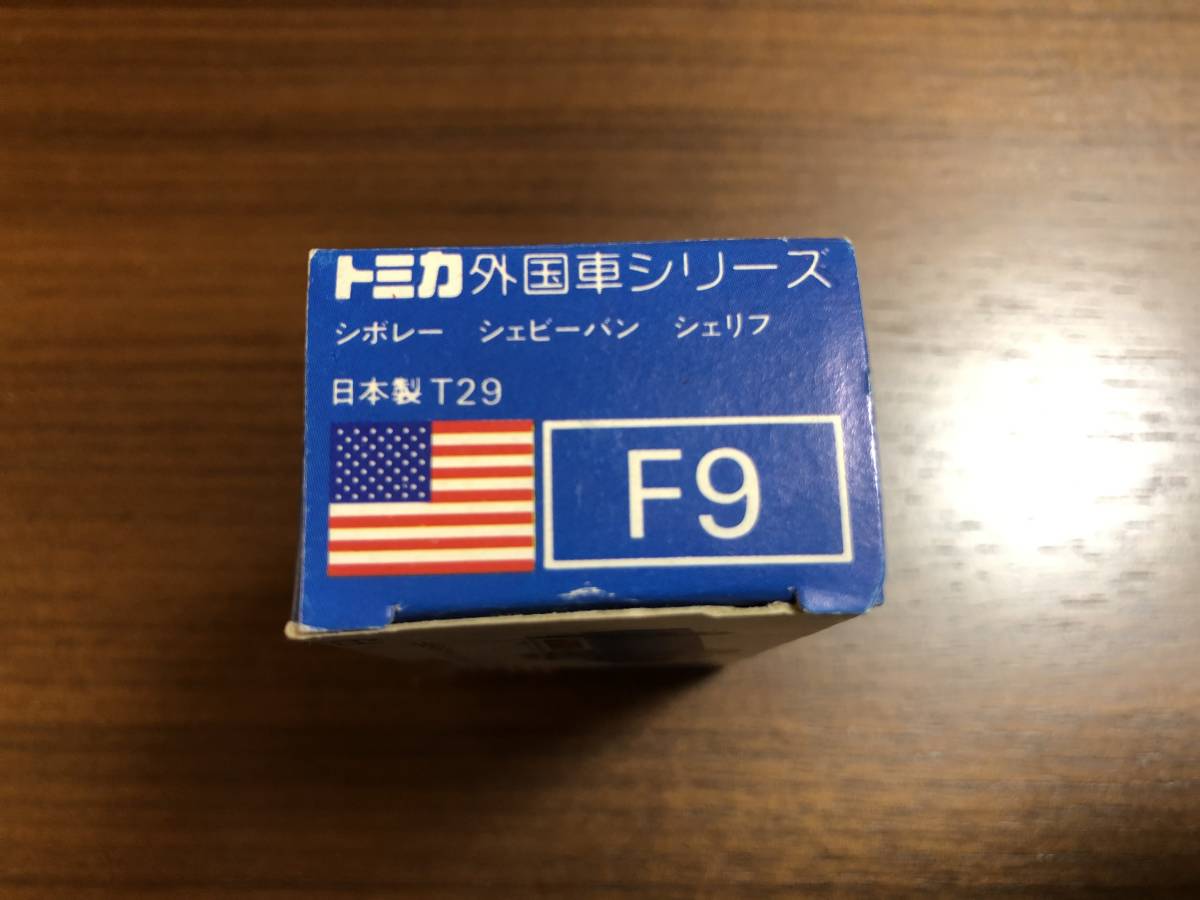 トミカ外国車シリーズ
シボレー シェビーバン シェリフ
日本製 T29
F9